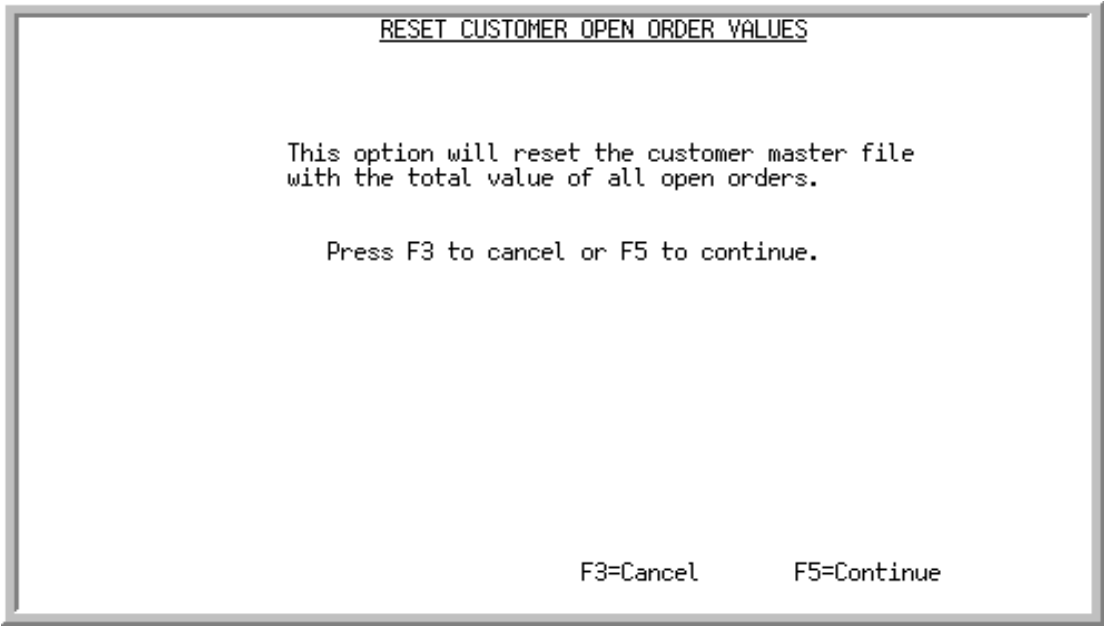 RESET CUSTOMER OPEN ORDER VALUES
This option will reset the customer master file
with the total value of all open orders.
Press F3 to cancel or F5 to continue.
F3=Cancel F5=Continue